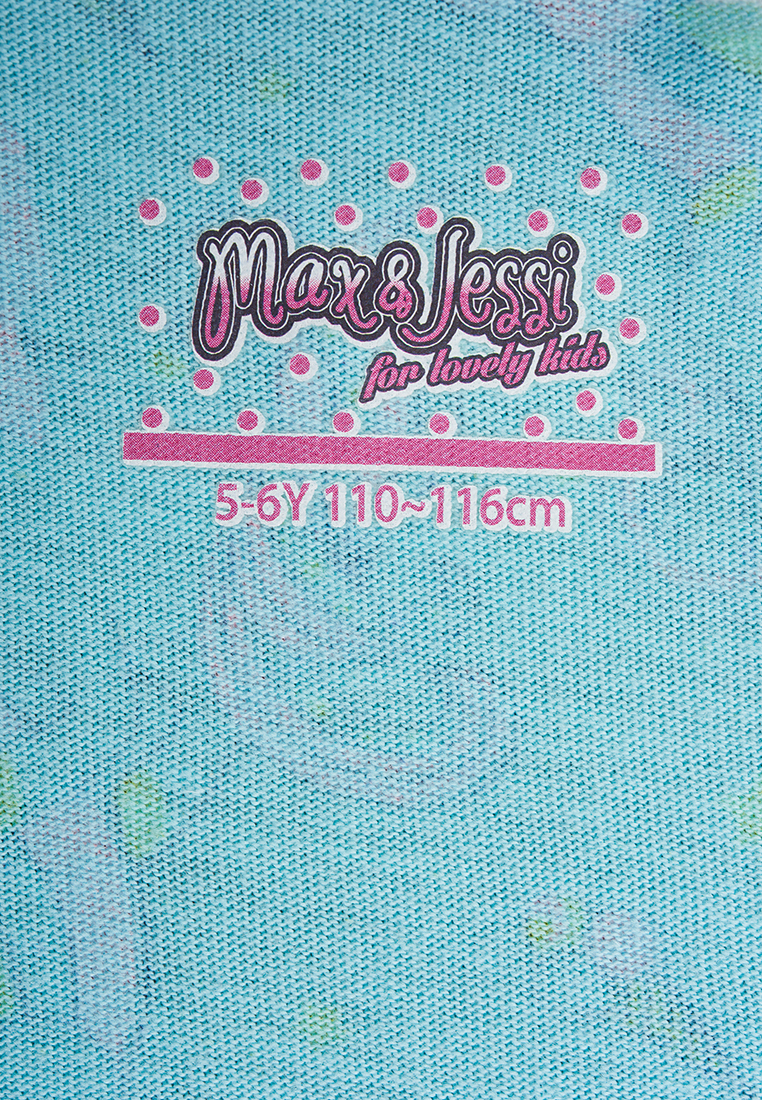 Max & Jessi
for lovely kids
5-6Y 110~116cm